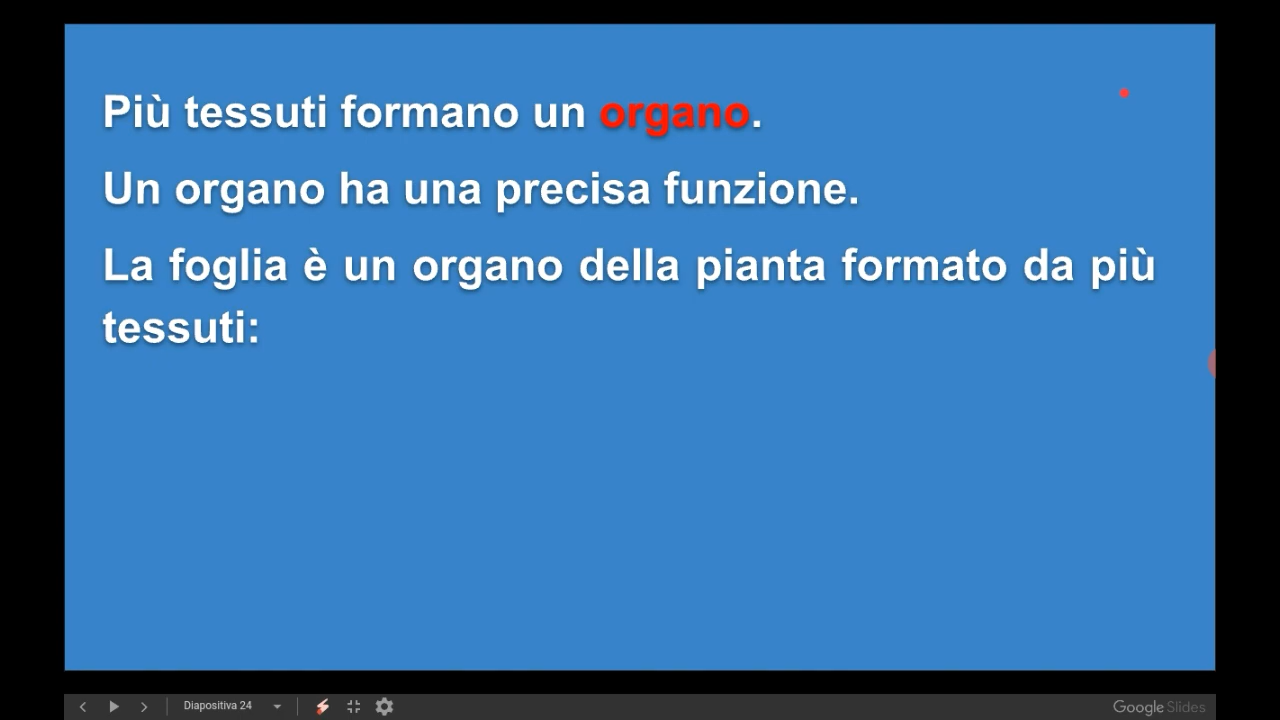 Più tessuti formano un organo.
Un organo ha una precisa funzione.
La foglia è un organo della pianta formato da più
tessuti:
Diapositiva 24
Google Slides